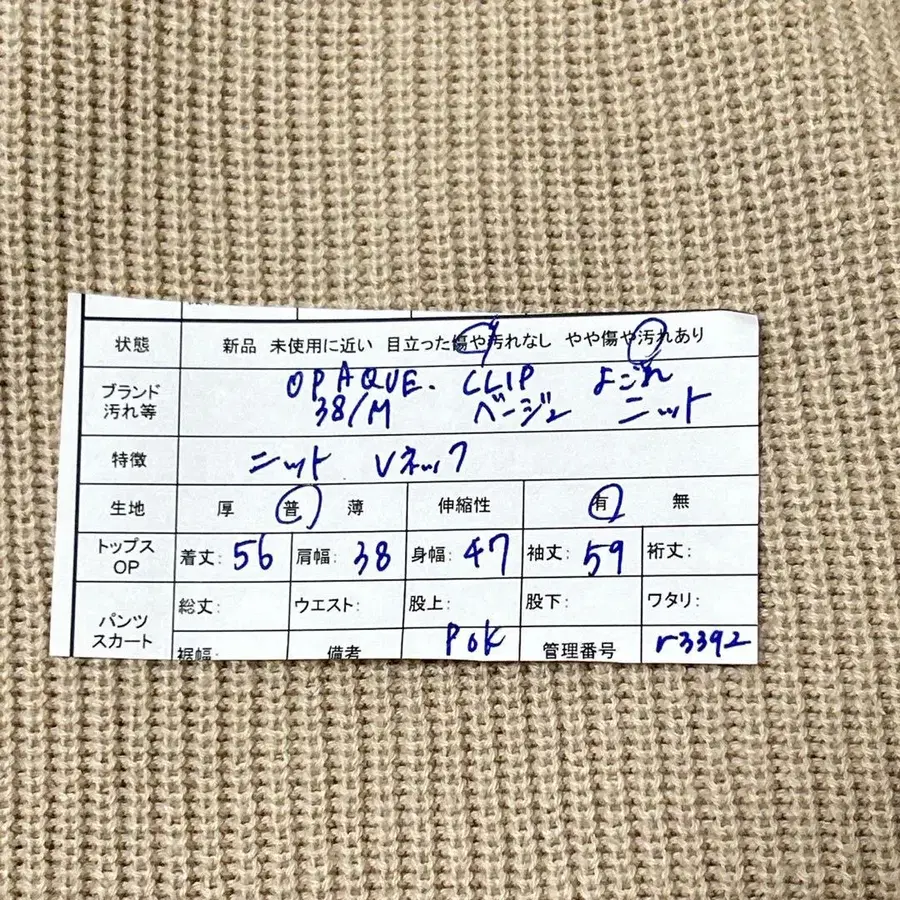 状態 新品 未使用に近い 目立った傷や汚れなし やや傷や汚れあり
ブランド 汚れ等 OPAQUE. CLIP よごれ
38/M ベージュ ニット
特徴 ニット Vネック
生地 厚 普 薄 伸縮性 有 無
トップス OP 着丈: 56 肩幅: 38 身幅: 47 袖丈: 59 裄丈:
パンツ スカート 総丈: ウエスト: 股上: 股下: ワタリ:
裾幅: 備考 POK 管理番号 r3392